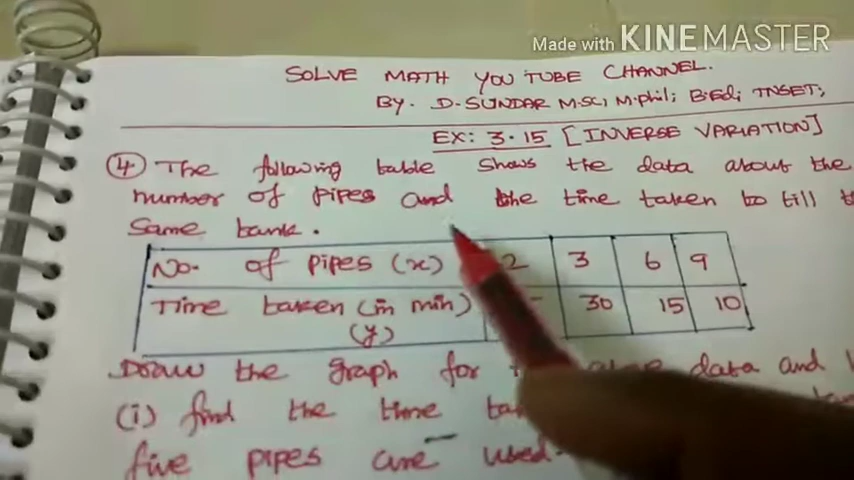 Made with KINEMASTER
SOLVE MATH YOU TUBE CHANNEL.
BY. D. SUNDAR M.Sc; M.phil; B.Ed; TNSET;
EX: 3.15 [INVERSE VARIATION]
(4) The following table shows the data about the
number of pipes and the time taken to till
same tank.
No. of pipes (x) 2 3 6 9
Time taken (in min) 30 15 10
(y)
Draw the graph for data and
(i) find the time
five pipes are used.